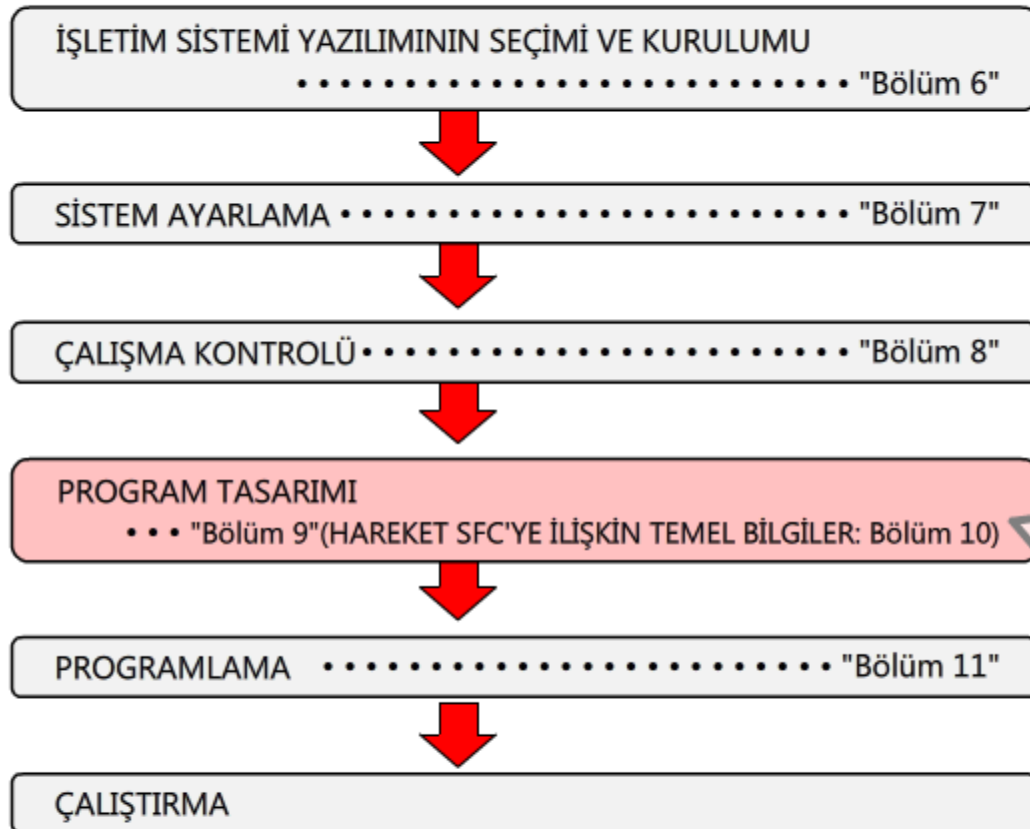 İŞLETİM SİSTEMİ YAZILIMININ SEÇİMİ VE KURULUMU
• • • • • • • • • • • • • • • • • • • • • • • • • • "Bölüm 6"
SİSTEM AYARLAMA • • • • • • • • • • • • • • • • • • • • • • • • "Bölüm 7"
ÇALIŞMA KONTROLÜ • • • • • • • • • • • • • • • • • • • • • • • "Bölüm 8"
PROGRAM TASARIMI
• • • "Bölüm 9"(HAREKET SFC'YE İLİŞKİN TEMEL BİLGİLER: Bölüm 10)
PROGRAMLAMA • • • • • • • • • • • • • • • • • • • • • • • • "Bölüm 11"
ÇALIŞTIRMA